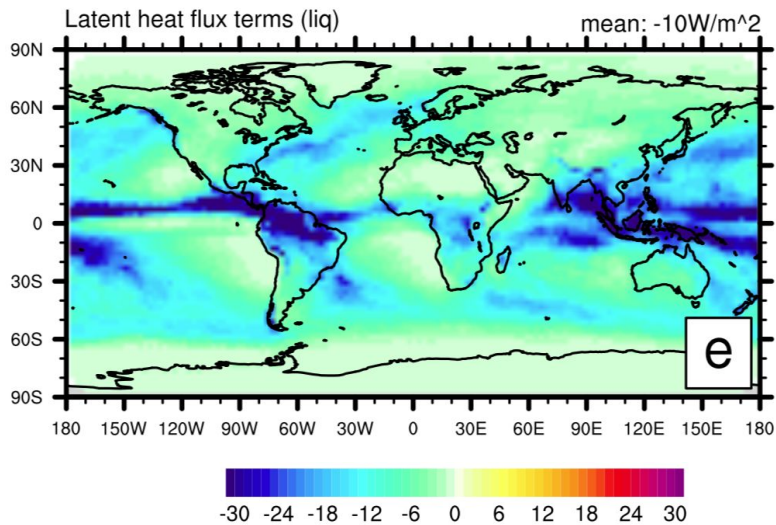 Latent heat flux terms (liq) mean: -10W/m^2
90N
60N
30N
0
30S
60S
90S
e
180 150W 120W 90W 60W 30W 0 30E 60E 90E 120E 150E 180
-30 -24 -18 -12 -6 0 6 12 18 24 30